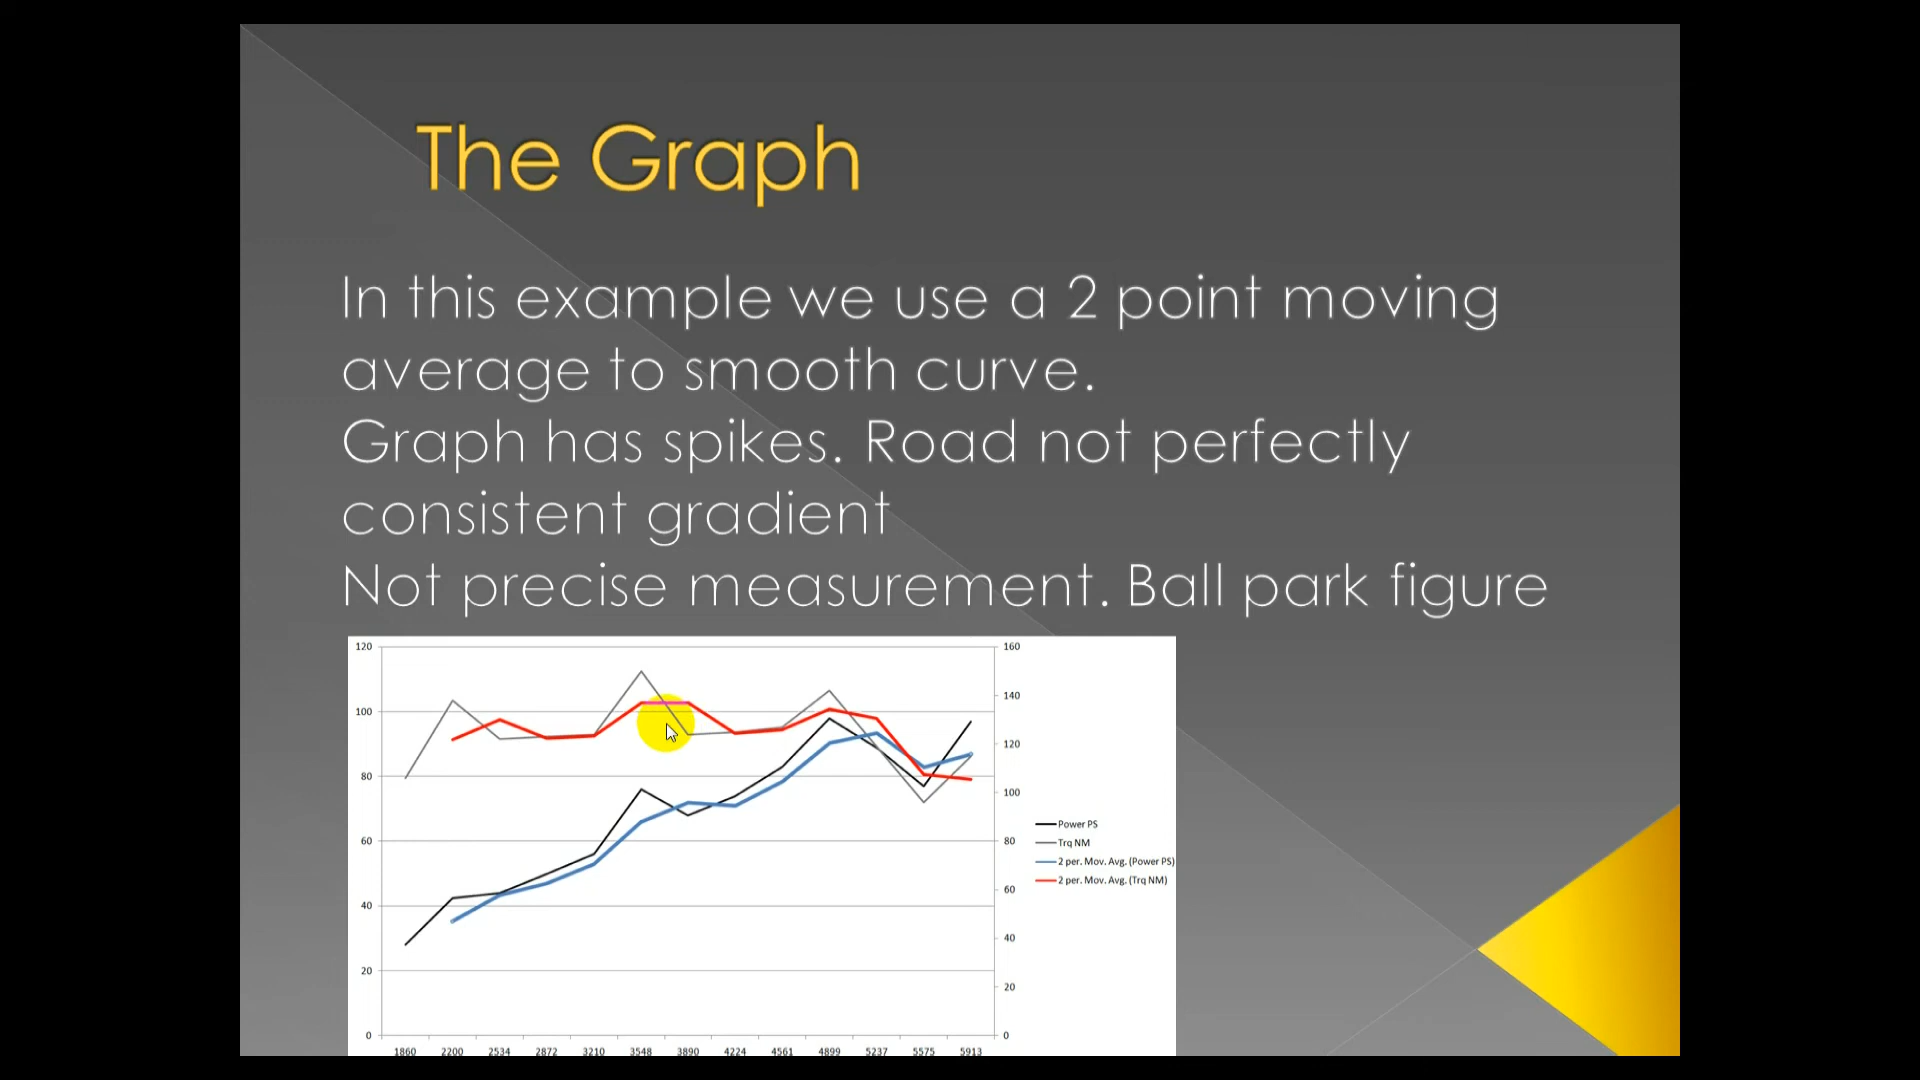 The Graph
In this example we use a 2 point moving
average to smooth curve.
Graph has spikes. Road not perfectly
consistent gradient
Not precise measurement. Ball park figure
120
100
80
60
40
20
0
160
140
120
100
80
60
40
20
0
Power PS
Trq NM
2 per. Mov. Avg. (Power PS)
2 per. Mov. Avg. (Trq NM)
1860 2200 2534 2872 3210 3548 3890 4224 4561 4899 5237 5575 5913